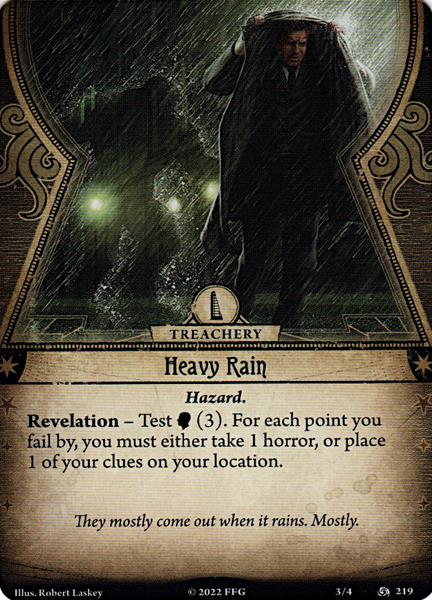 TREACHERY
Heavy Rain
Hazard.
Revelation – Test (3). For each point you
fail by, you must either take 1 horror, or place
1 of your clues on your location.
They mostly come out when it rains. Mostly.
Illus. Robert Laskey © 2022 FFG 3/4 219